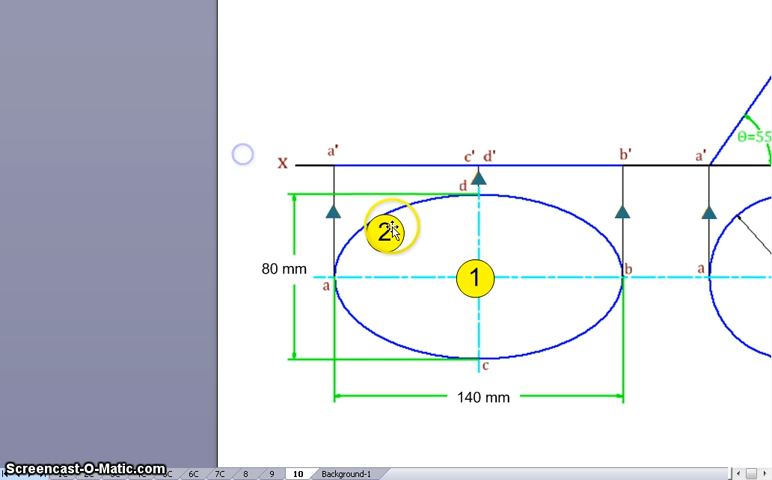 θ=55
X a' c' d' b' a'
d
2
80 mm
a 1 b a
c
140 mm
Screencast-O-Matic.com
6C 7C 8 9 10 Background-1